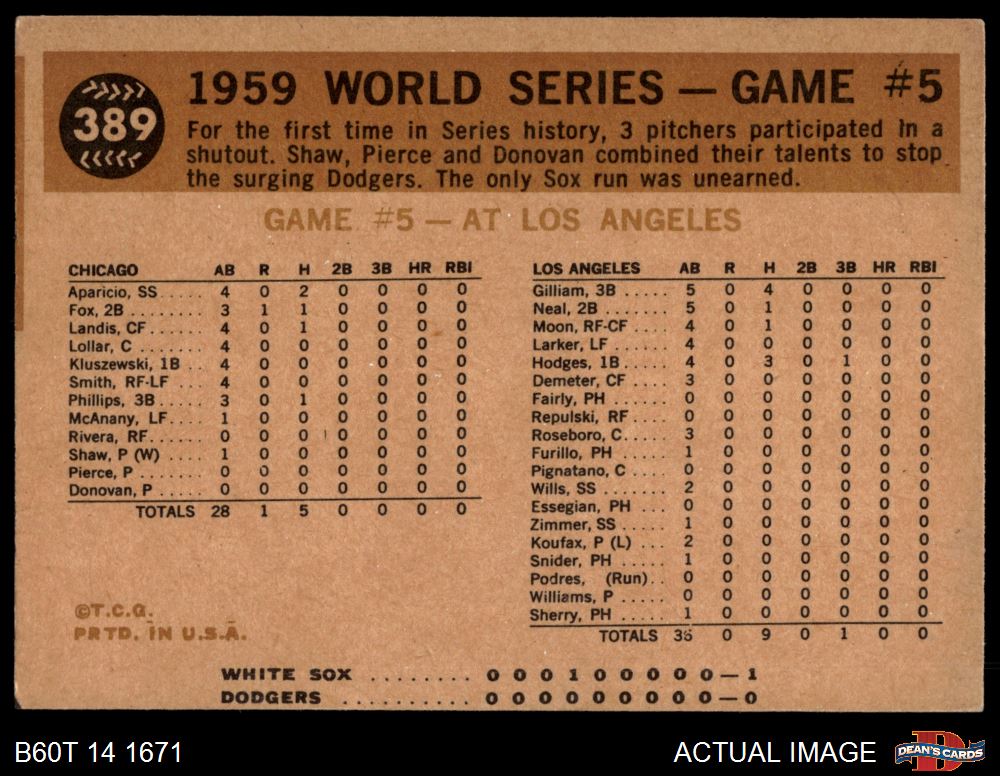 389
1959 WORLD SERIES — GAME #5
For the first time in Series history, 3 pitchers participated in a
shutout. Shaw, Pierce and Donovan combined their talents to stop
the surging Dodgers. The only Sox run was unearned.
GAME #5 — AT LOS ANGELES
CHICAGO AB R H 2B 3B HR RBI
Aparicio, SS..... 4 0 2 0 0 0 0
Fox, 2B ........ 3 1 1 0 0 0 0
Landis, CF...... 4 0 1 0 0 0 0
Lollar, C ....... 4 0 0 0 0 0 0
Kluszewski, 1B .. 4 0 0 0 0 0 0
Smith, RF-LF .... 4 0 0 0 0 0 0
Phillips, 3B..... 3 0 1 0 0 0 0
McAnany, LF.... 1 0 0 0 0 0 0
Rivera, RF...... 0 0 0 0 0 0 0
Shaw, P (W) .... 1 0 0 0 0 0 0
Pierce, P ....... 0 0 0 0 0 0 0
Donovan, P ..... 0 0 0 0 0 0 0
TOTALS 28 1 5 0 0 0 0
LOS ANGELES AB R H 2B 3B HR RBI
Gilliam, 3B ..... 5 0 4 0 0 0 0
Neal, 2B ........ 5 0 1 0 0 0 0
Moon, RF-CF .... 4 0 1 0 0 0 0
Larker, LF ...... 4 0 0 0 0 0 0
Hodges, 1B ..... 4 0 3 0 1 0 0
Demeter, CF .... 3 0 0 0 0 0 0
Fairly, PH ...... 0 0 0 0 0 0 0
Repulski, RF .... 0 0 0 0 0 0 0
Roseboro, C..... 3 0 0 0 0 0 0
Furillo, PH ..... 1 0 0 0 0 0 0
Pignatano, C .... 0 0 0 0 0 0 0
Wills, SS ....... 2 0 0 0 0 0 0
Essegian, PH ... 0 0 0 0 0 0 0
Zimmer, SS ..... 1 0 0 0 0 0 0
Koufax, P (L) ... 2 0 0 0 0 0 0
Snider, PH ..... 1 0 0 0 0 0 0
Podres, (Run).. 0 0 0 0 0 0 0
Williams, P ..... 0 0 0 0 0 0 0
Sherry, PH ..... 1 0 0 0 0 0 0
TOTALS 36 0 9 0 1 0 0
©T.C.G.
PRTD. IN U.S.A.
WHITE SOX ........ 0 0 0 1 0 0 0 0 0—1
DODGERS .......... 0 0 0 0 0 0 0 0 0—0
B60T 14 1671
ACTUAL IMAGE
DEAN'S CARDS